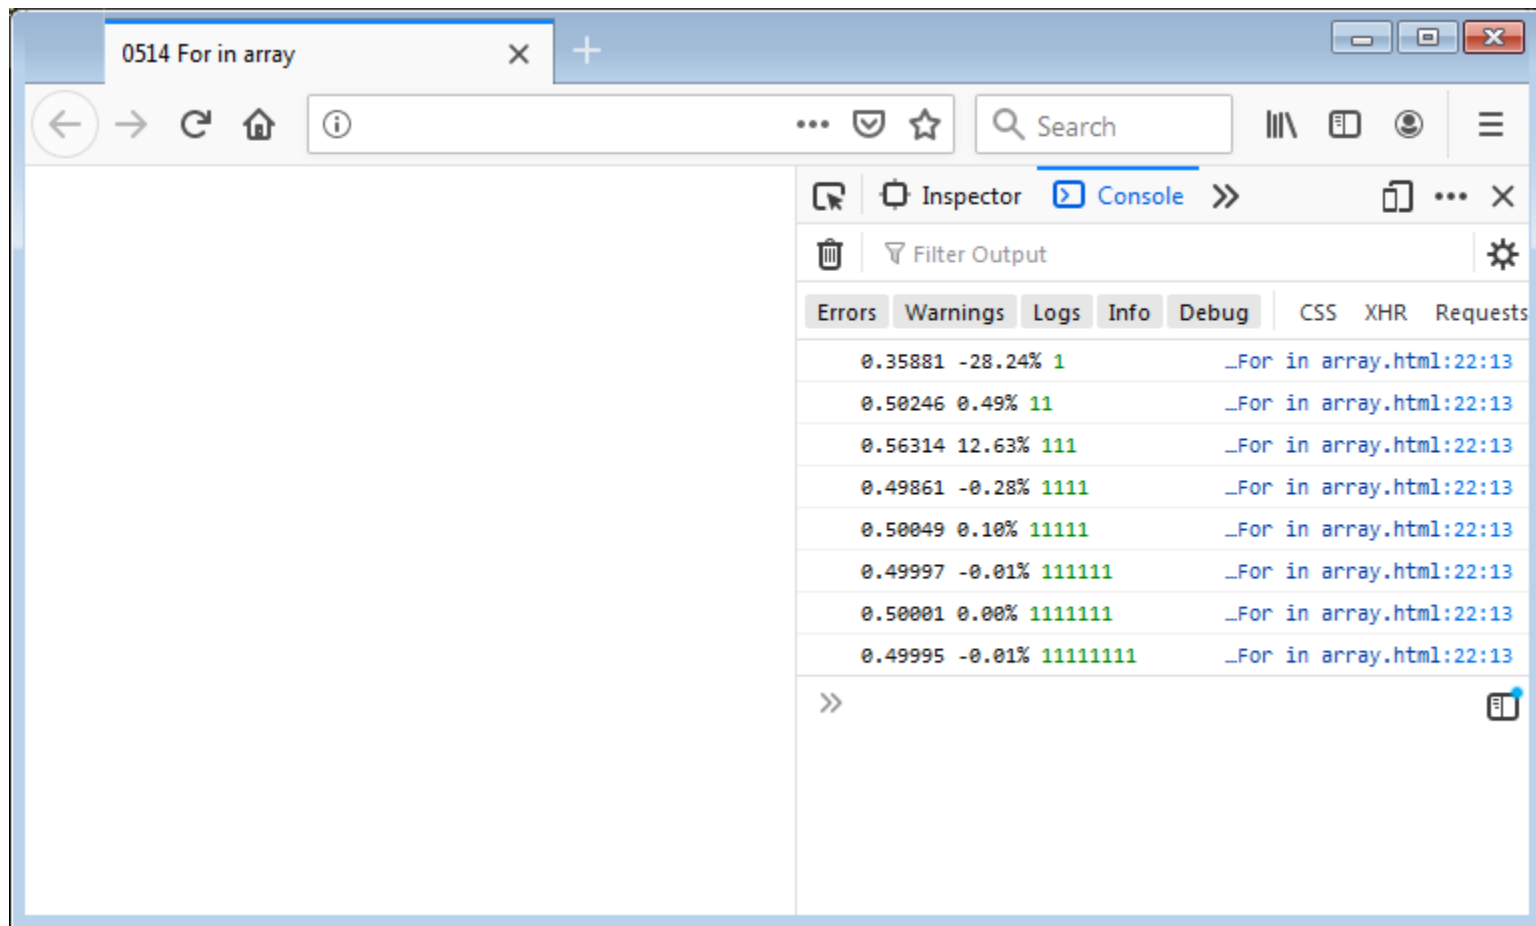 0514 For in array
Search
Inspector Console
Filter Output
Errors Warnings Logs Info Debug CSS XHR Requests
0.35881 -28.24% 1 …For in array.html:22:13
0.50246 0.49% 11 …For in array.html:22:13
0.56314 12.63% 111 …For in array.html:22:13
0.49861 -0.28% 1111 …For in array.html:22:13
0.50049 0.10% 11111 …For in array.html:22:13
0.49997 -0.01% 111111 …For in array.html:22:13
0.50001 0.00% 1111111 …For in array.html:22:13
0.49995 -0.01% 11111111 …For in array.html:22:13